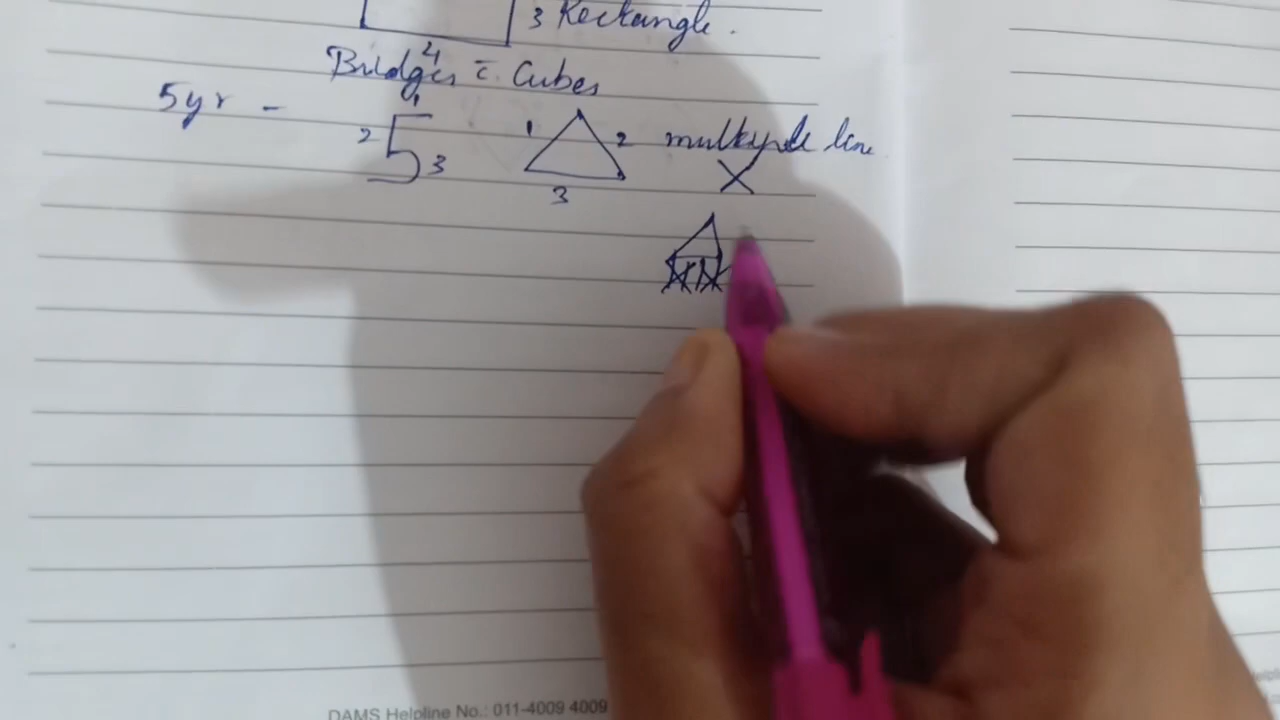 3 Rectangle.
4
Bridges c̄ Cubes
5yr - 1 2 5 3 1 2 3 multiple line
X
DAMS Helpline No.: 011-4009 4009